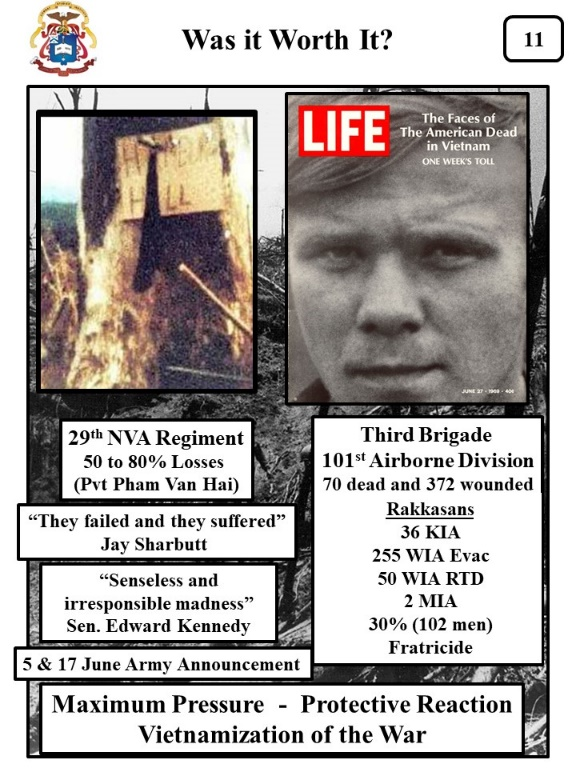 Was it Worth It?
11
HILL
LIFE
The Faces of
The American Dead
in Vietnam
ONE WEEK'S TOLL
JUNE 27 · 1969 · 40¢
29th NVA Regiment
50 to 80% Losses
(Pvt Pham Van Hai)
“They failed and they suffered”
Jay Sharbutt
“Senseless and
irresponsible madness”
Sen. Edward Kennedy
5 & 17 June Army Announcement
Third Brigade
101st Airborne Division
70 dead and 372 wounded
Rakkasans
36 KIA
255 WIA Evac
50 WIA RTD
2 MIA
30% (102 men)
Fratricide
Maximum Pressure - Protective Reaction
Vietnamization of the War